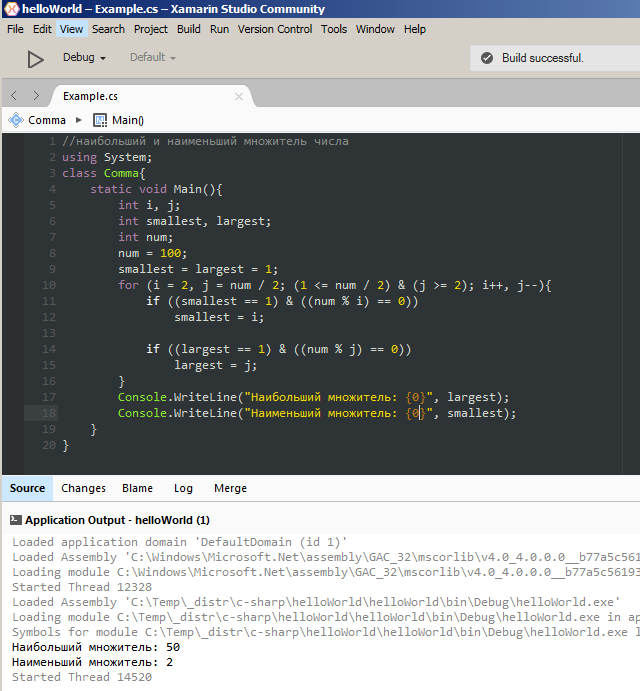 helloWorld – Example.cs – Xamarin Studio Community
File Edit View Search Project Build Run Version Control Tools Window Help
Debug Default Build successful.
Example.cs
Comma Main()
1 //наибольший и наименьший множитель числа
2 using System;
3 class Comma{
4 static void Main(){
5 int i, j;
6 int smallest, largest;
7 int num;
8 num = 100;
9 smallest = largest = 1;
10 for (i = 2, j = num / 2; (1 <= num / 2) & (j >= 2); i++, j--){
11 if ((smallest == 1) & ((num % i) == 0))
12 smallest = i;
13
14 if ((largest == 1) & ((num % j) == 0))
15 largest = j;
16 }
17 Console.WriteLine("Наибольший множитель: {0}", largest);
18 Console.WriteLine("Наименьший множитель: {0}", smallest);
19 }
20 }
Source Changes Blame Log Merge
Application Output - helloWorld (1)
Loaded application domain 'DefaultDomain (id 1)'
Loaded Assembly 'C:\Windows\Microsoft.Net\assembly\GAC_32\mscorlib\v4.0_4.0.0.0__b77a5c561
Loading module C:\Windows\Microsoft.Net\assembly\GAC_32\mscorlib\v4.0_4.0.0.0__b77a5c56193
Started Thread 12328
Loaded Assembly 'C:\Temp\_distr\c-sharp\helloWorld\helloWorld\bin\Debug\helloWorld.exe'
Loading module C:\Temp\_distr\c-sharp\helloWorld\helloWorld\bin\Debug\helloWorld.exe in ap
Symbols for module C:\Temp\_distr\c-sharp\helloWorld\helloWorld\bin\Debug\helloWorld.exe l
Наибольший множитель: 50
Наименьший множитель: 2
Started Thread 14520